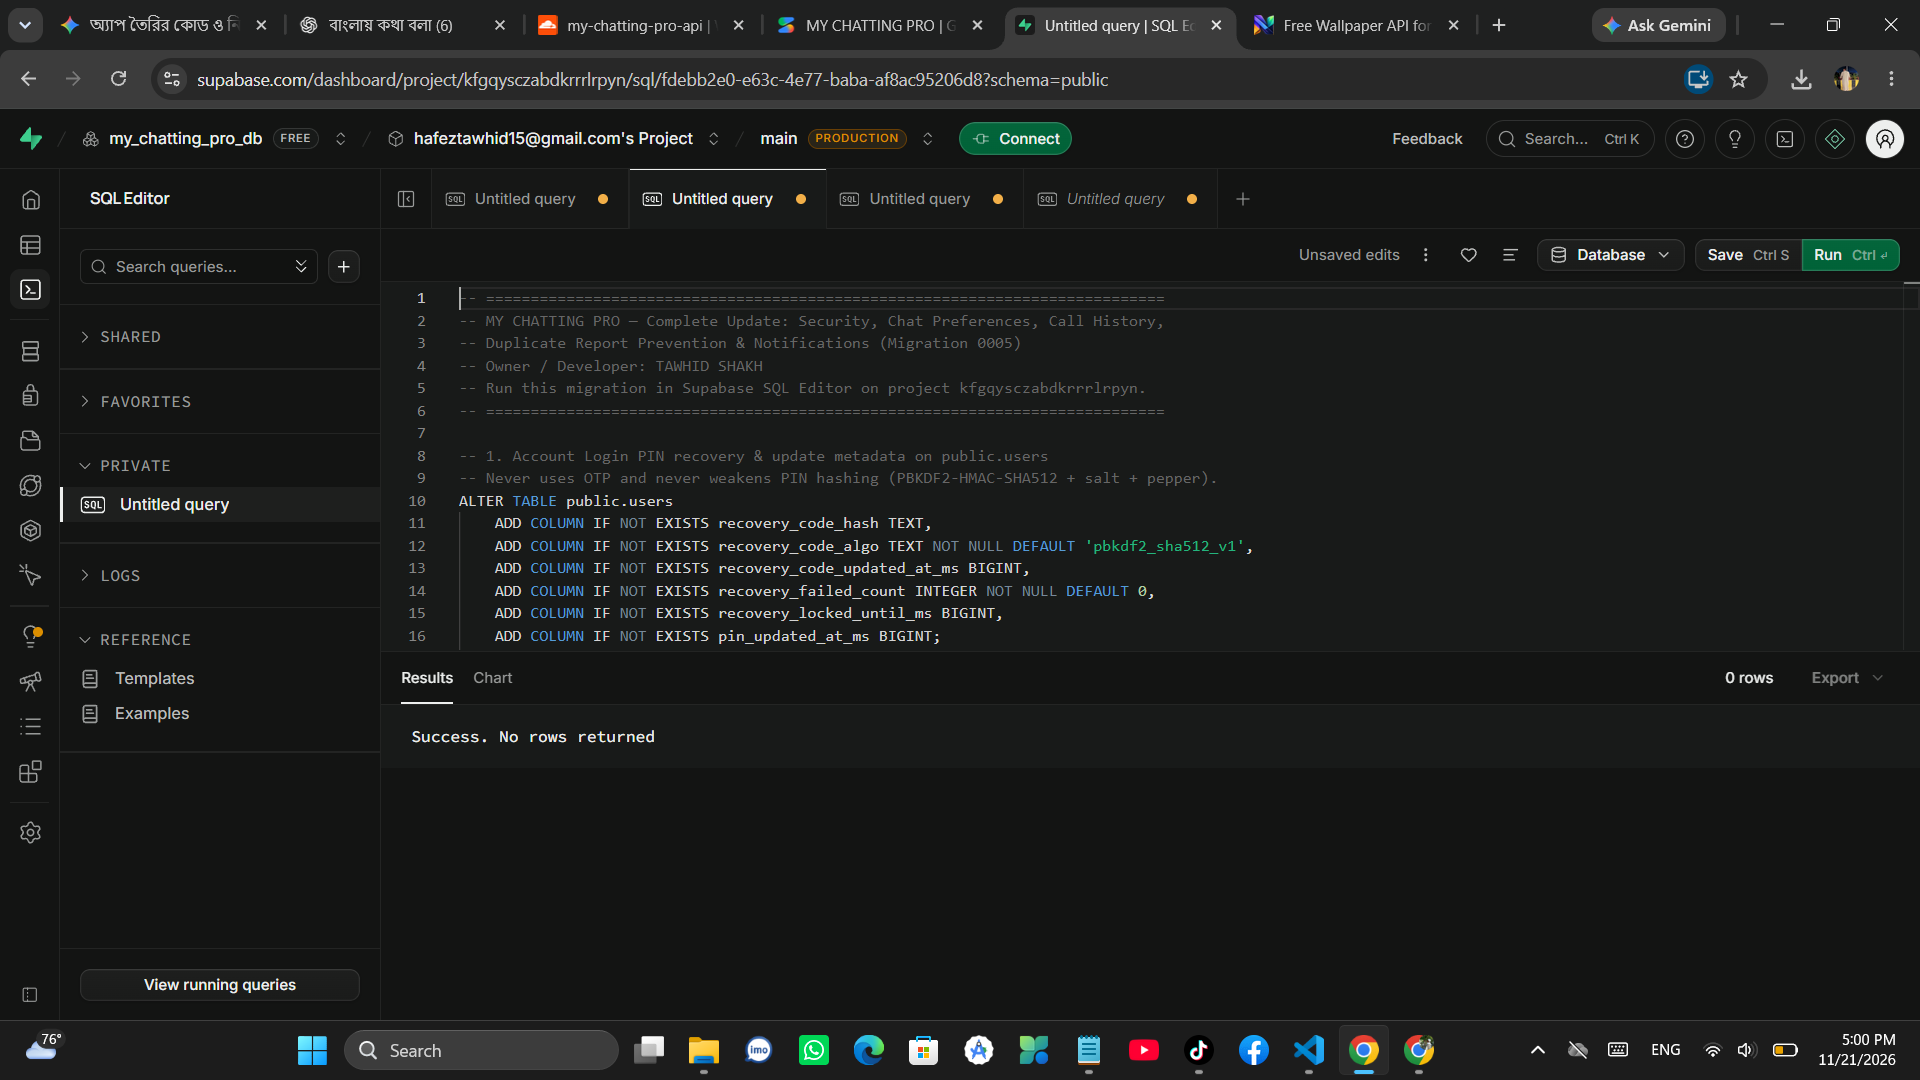 অ্যাপ তৈরির কোড ও নি
বাংলায় কথা বলা (6)
my-chatting-pro-api |
MY CHATTING PRO | G
Untitled query | SQL Ed
Free Wallpaper API for
Ask Gemini
supabase.com/dashboard/project/kfgqysczabdkrrrlrpyn/sql/fdebb2e0-e63c-4e77-baba-af8ac95206d8?schema=public
my_chatting_pro_db FREE
hafeztawhid15@gmail.com's Project
main PRODUCTION
Connect
Feedback
Search... Ctrl K
SQL Editor
SQL Untitled query
SQL Untitled query
SQL Untitled query
SQL Untitled query
Search queries...
Unsaved edits
Database
Save Ctrl S
Run Ctrl ↵
SHARED
FAVORITES
PRIVATE
SQL Untitled query
LOGS
REFERENCE
Templates
Examples
View running queries
1 -- ============================================================================
2 -- MY CHATTING PRO — Complete Update: Security, Chat Preferences, Call History,
3 -- Duplicate Report Prevention & Notifications (Migration 0005)
4 -- Owner / Developer: TAWHID SHAKH
5 -- Run this migration in Supabase SQL Editor on project kfgqysczabdkrrrlrpyn.
6 -- ============================================================================
7
8 -- 1. Account Login PIN recovery & update metadata on public.users
9 -- Never uses OTP and never weakens PIN hashing (PBKDF2-HMAC-SHA512 + salt + pepper).
10 ALTER TABLE public.users
11 ADD COLUMN IF NOT EXISTS recovery_code_hash TEXT,
12 ADD COLUMN IF NOT EXISTS recovery_code_algo TEXT NOT NULL DEFAULT 'pbkdf2_sha512_v1',
13 ADD COLUMN IF NOT EXISTS recovery_code_updated_at_ms BIGINT,
14 ADD COLUMN IF NOT EXISTS recovery_failed_count INTEGER NOT NULL DEFAULT 0,
15 ADD COLUMN IF NOT EXISTS recovery_locked_until_ms BIGINT,
16 ADD COLUMN IF NOT EXISTS pin_updated_at_ms BIGINT;
Results
Chart
0 rows
Export
Success. No rows returned
76°
Search
imo
ENG
5:00 PM
11/21/2026